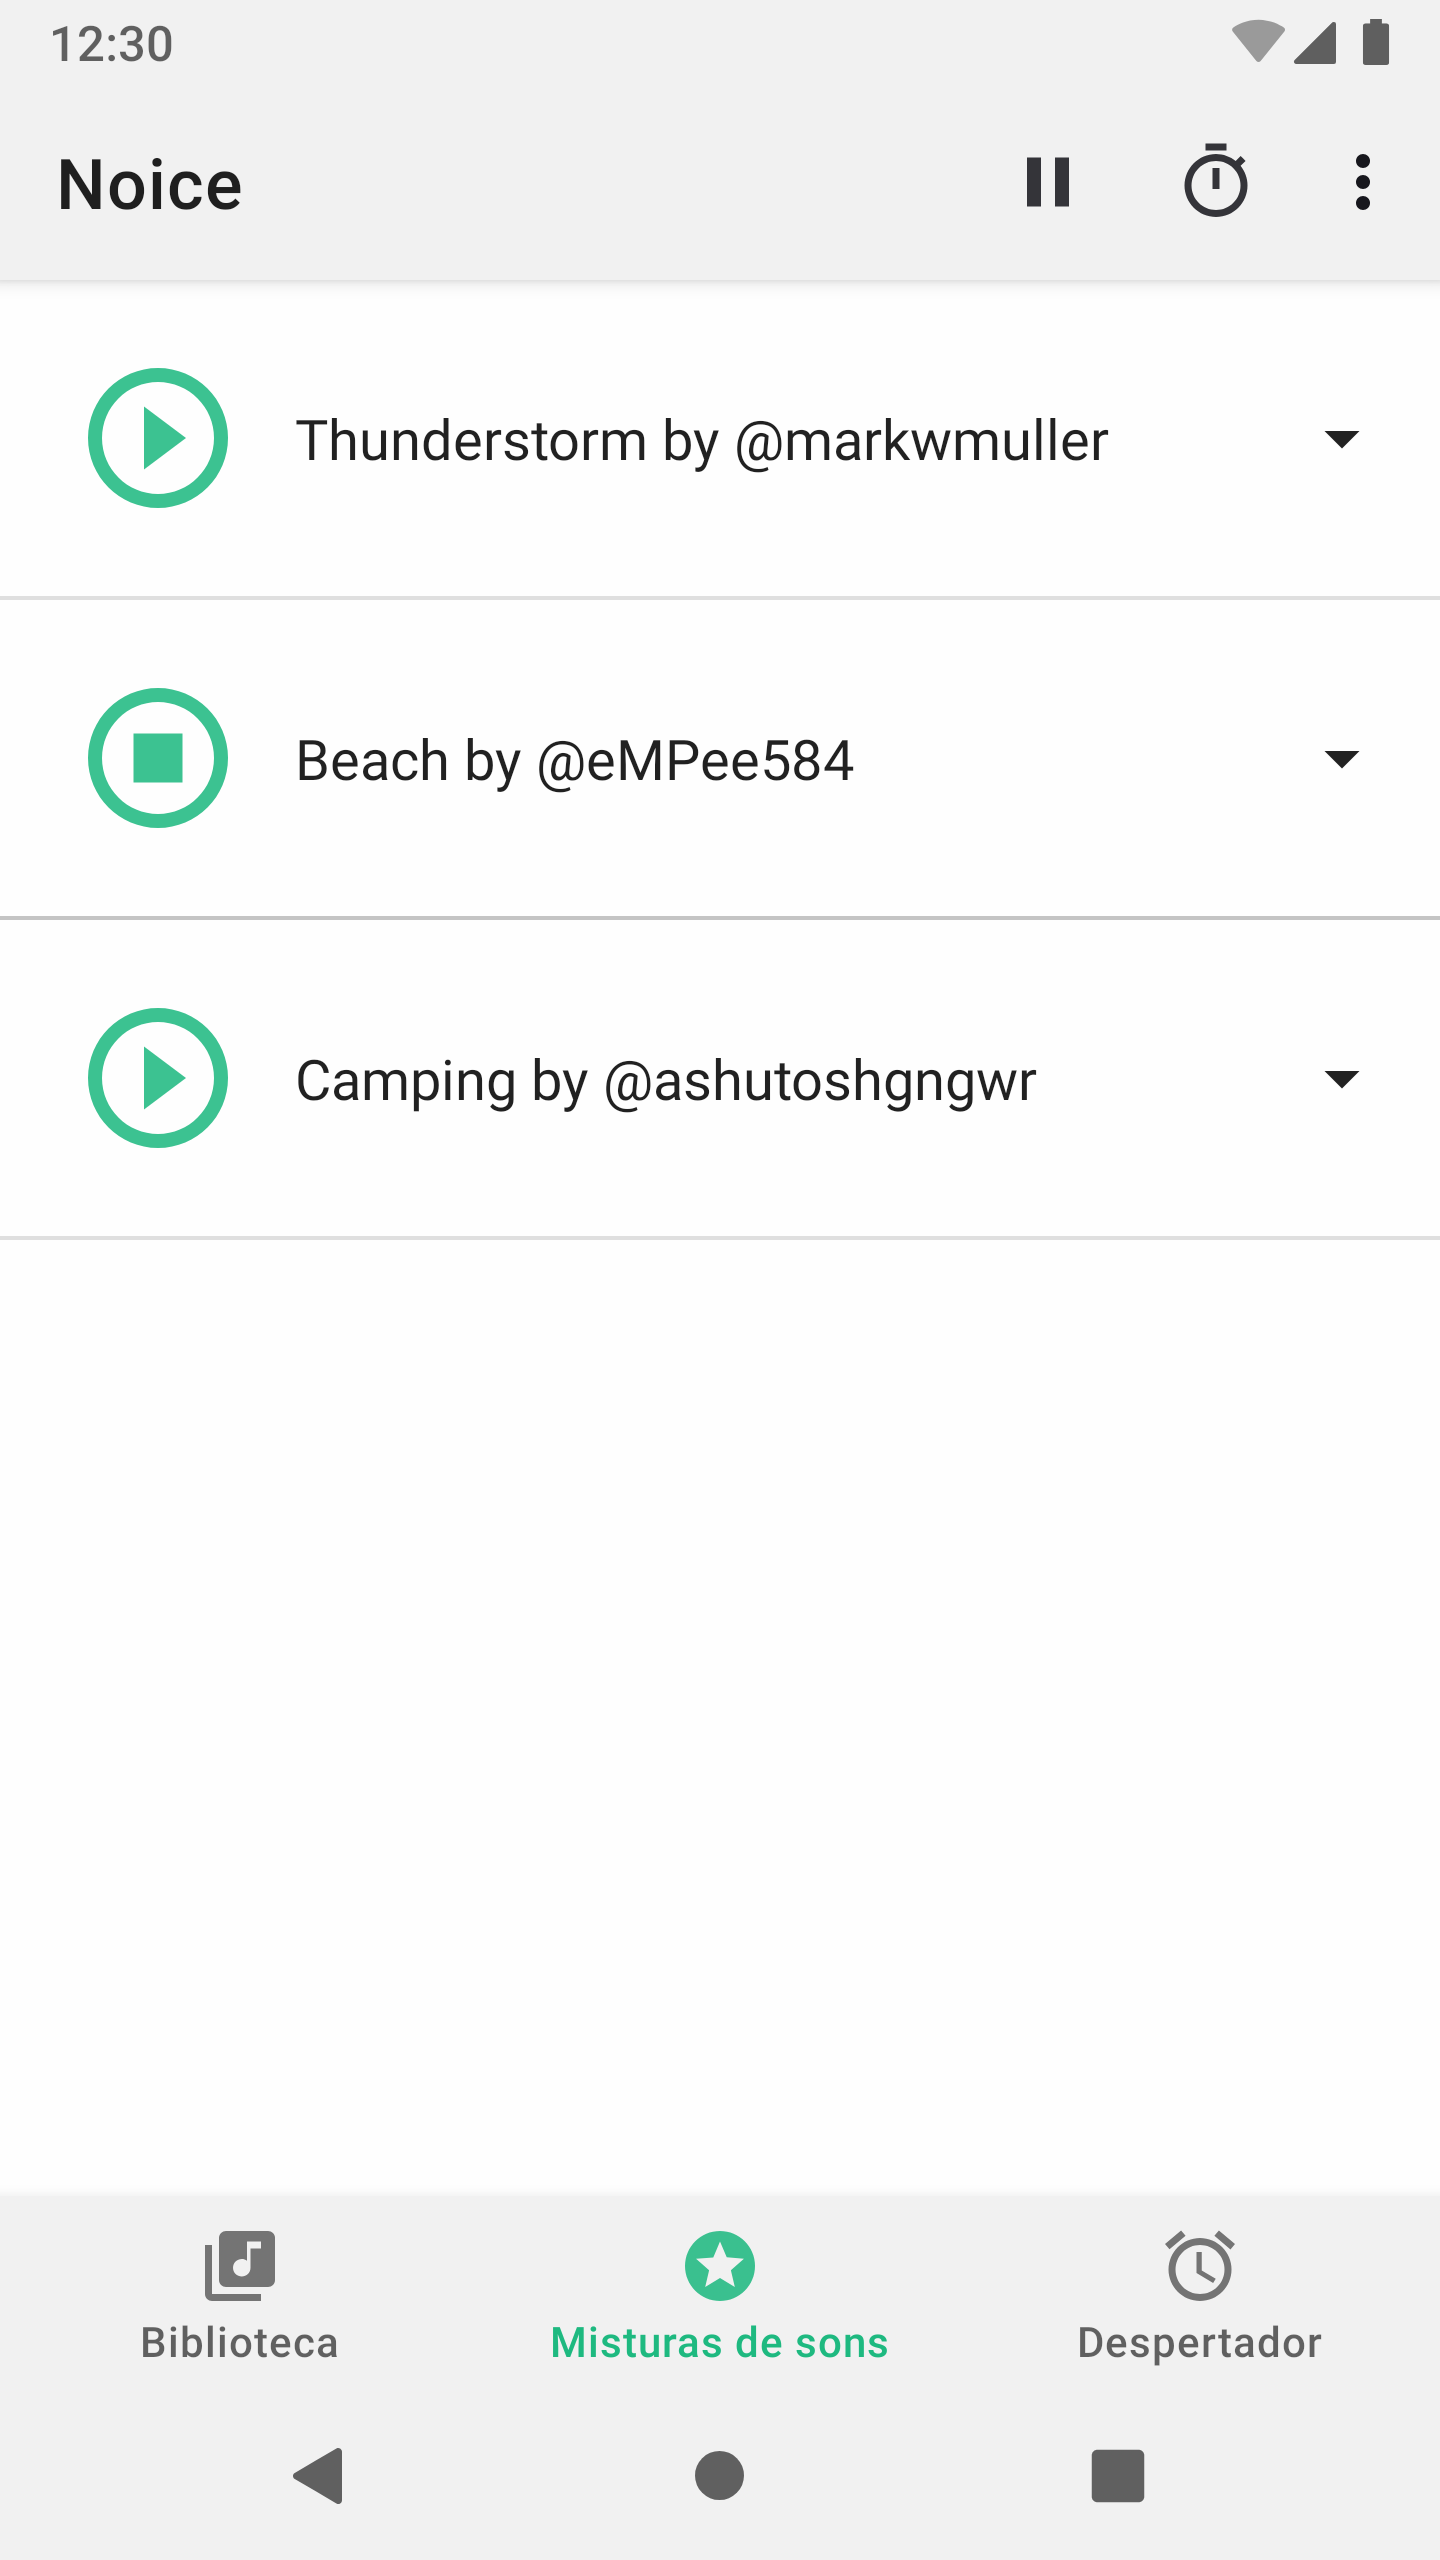 12:30
Noice
Thunderstorm by @markwmuller
Beach by @eMPee584
Camping by @ashutoshgngwr
Biblioteca
Misturas de sons
Despertador